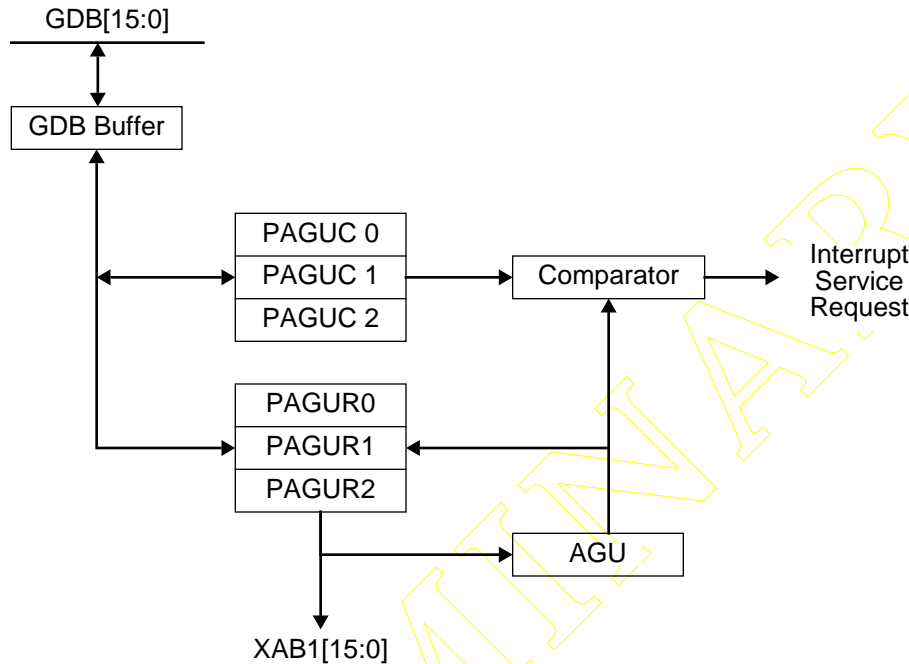 GDB[15:0]
GDB Buffer
PAGUC 0
PAGUC 1
PAGUC 2
Comparator
Interrupt
Service
Request
PAGUR0
PAGUR1
PAGUR2
AGU
XAB1[15:0]
MINAR